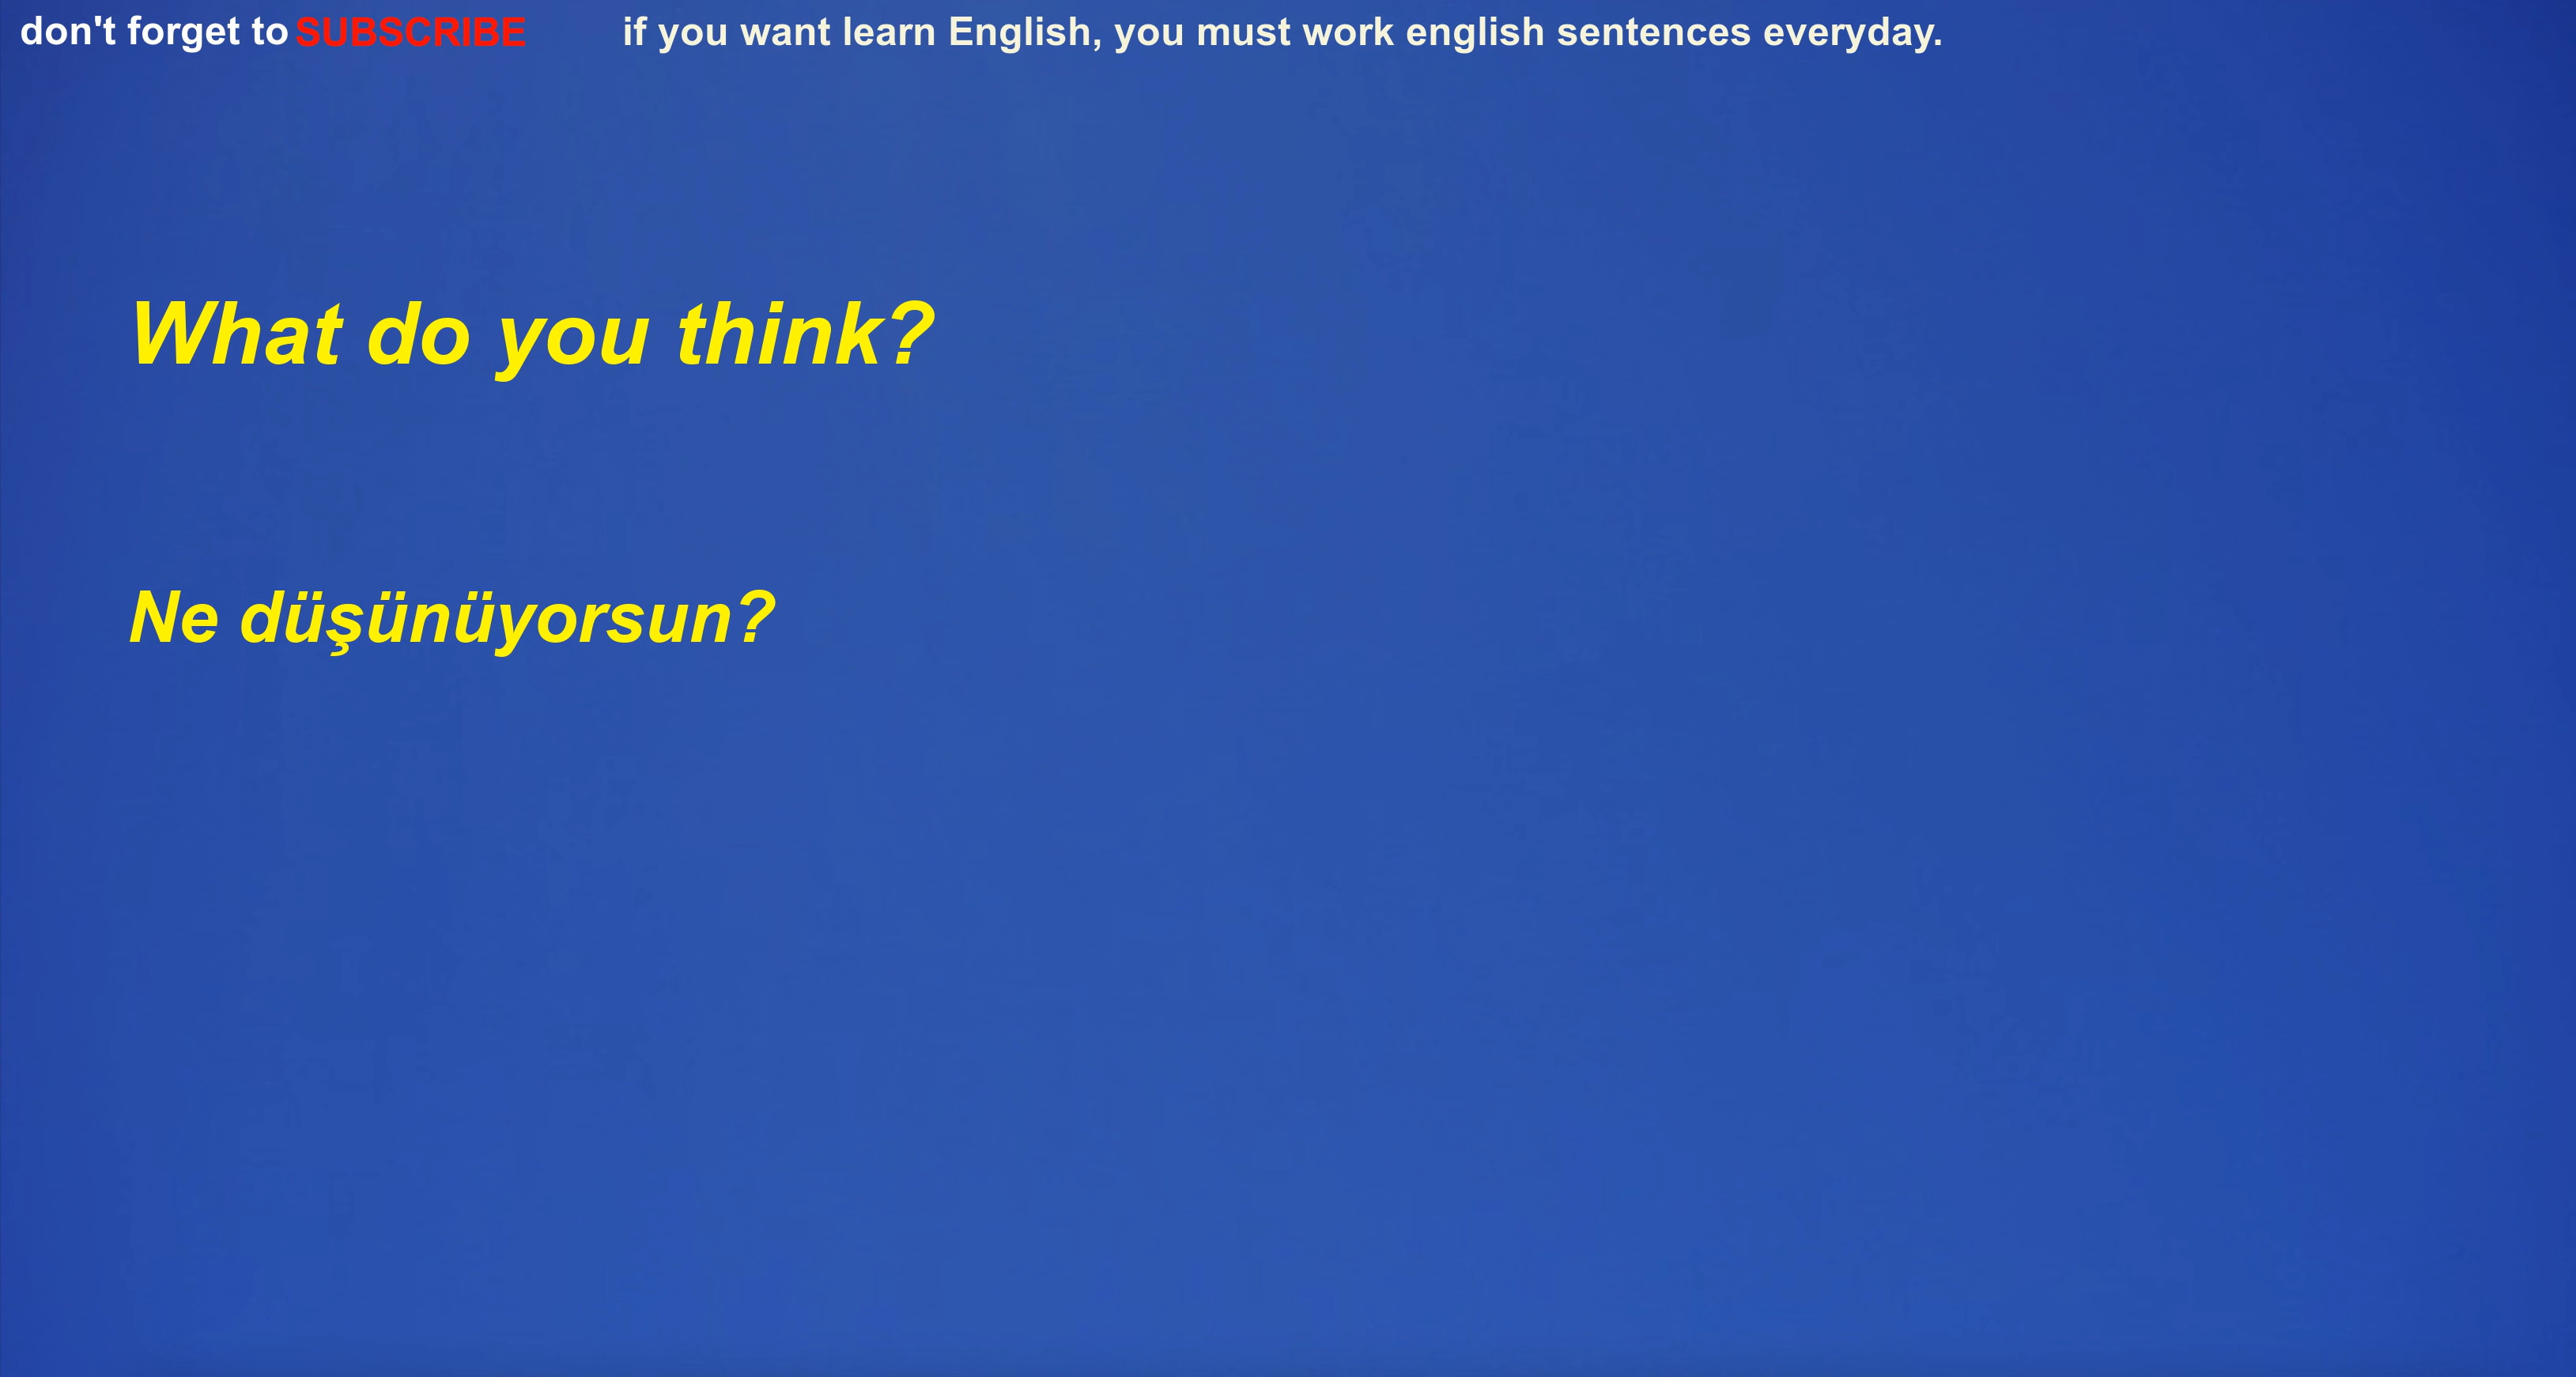 don't forget to SUBSCRIBE if you want learn English, you must work english sentences everyday.
What do you think?
Ne düşünüyorsun?